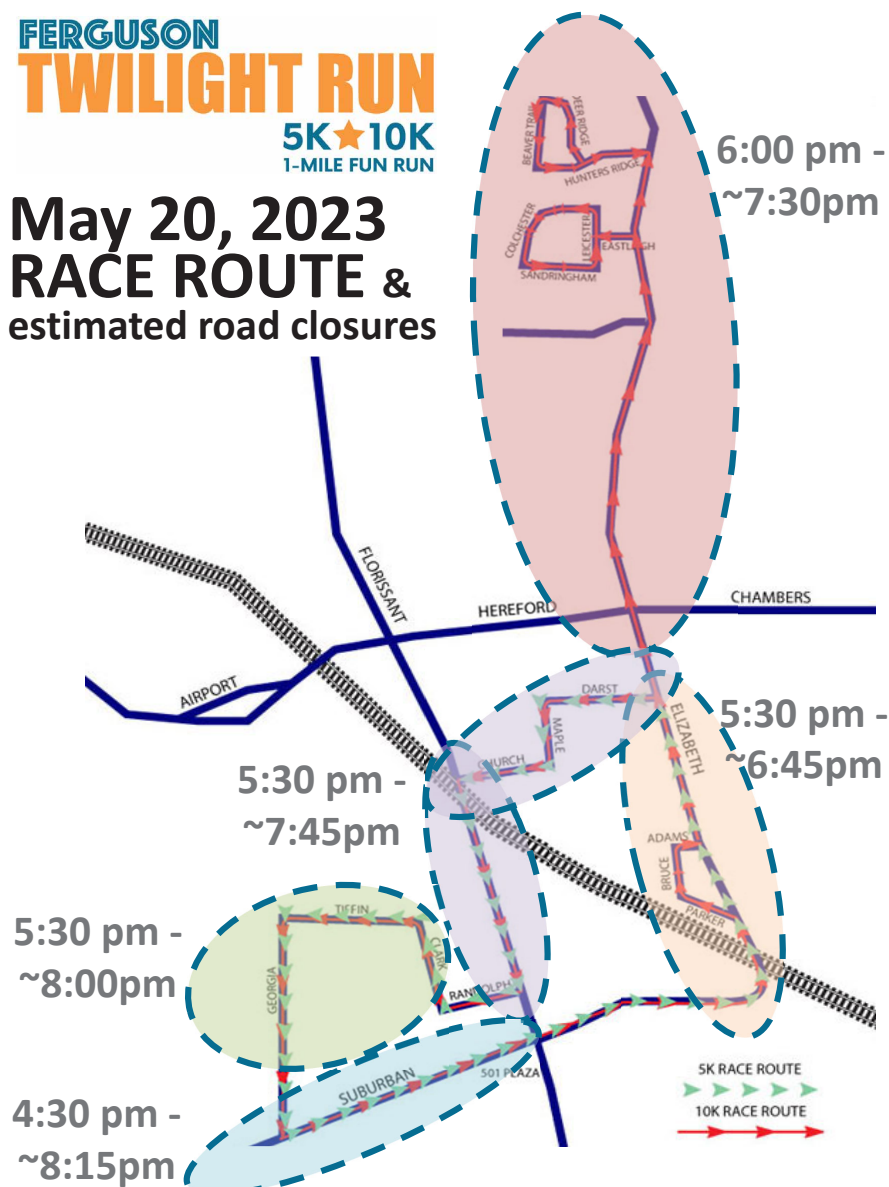 FERGUSON
TWILIGHT RUN
5K★10K
1-MILE FUN RUN
May 20, 2023
RACE ROUTE &
estimated road closures
6:00 pm -
~7:30pm
BEAVER TRAIL
DEER RIDGE
HUNTERS RIDGE
COLCHESTER
LEICESTER
EASTLEIGH
SANDRINGHAM
FLORISSANT
HEREFORD
CHAMBERS
AIRPORT
DARST
MAPLE
CHURCH
ELIZABETH
5:30 pm -
~6:45pm
5:30 pm -
~7:45pm
ADAMS
BRUCE
PARKER
5:30 pm -
~8:00pm
TIFFIN
CLARK
GEORGIA
RANDOLPH
SUBURBAN
501 PLAZA
4:30 pm -
~8:15pm
5K RACE ROUTE
10K RACE ROUTE